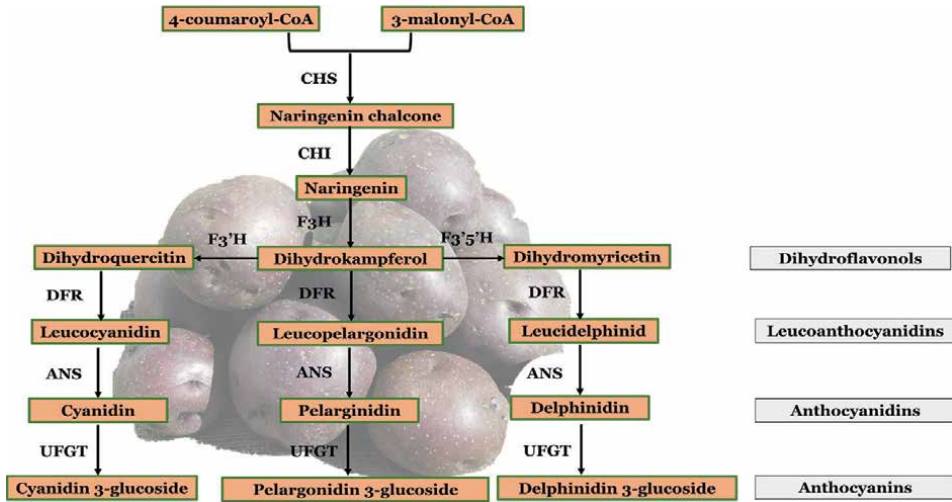 4-coumaroyl-CoA 3-malonyl-CoA
CHS
Naringenin chalcone
CHI
Naringenin
F3H
F3'H F3'5'H
Dihydroquercitin Dihydrokampferol Dihydromyricetin Dihydroflavonols
DFR DFR DFR
Leucocyanidin Leucopelargonidin Leucidelphinid Leucoanthocyanidins
ANS ANS ANS
Cyanidin Pelarginidin Delphinidin Anthocyanidins
UFGT UFGT UFGT
Cyanidin 3-glucoside Pelargonidin 3-glucoside Delphinidin 3-glucoside Anthocyanins